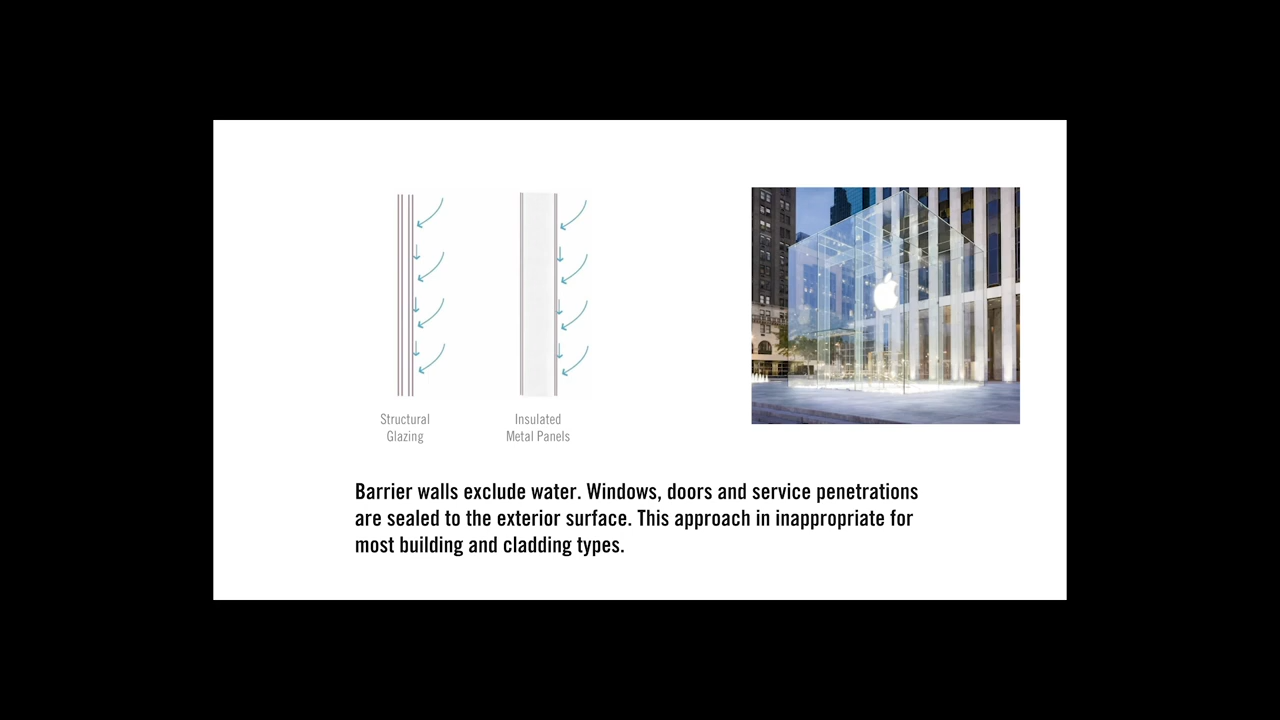 Structural
Glazing
Insulated
Metal Panels
Barrier walls exclude water. Windows, doors and service penetrations
are sealed to the exterior surface. This approach in inappropriate for
most building and cladding types.